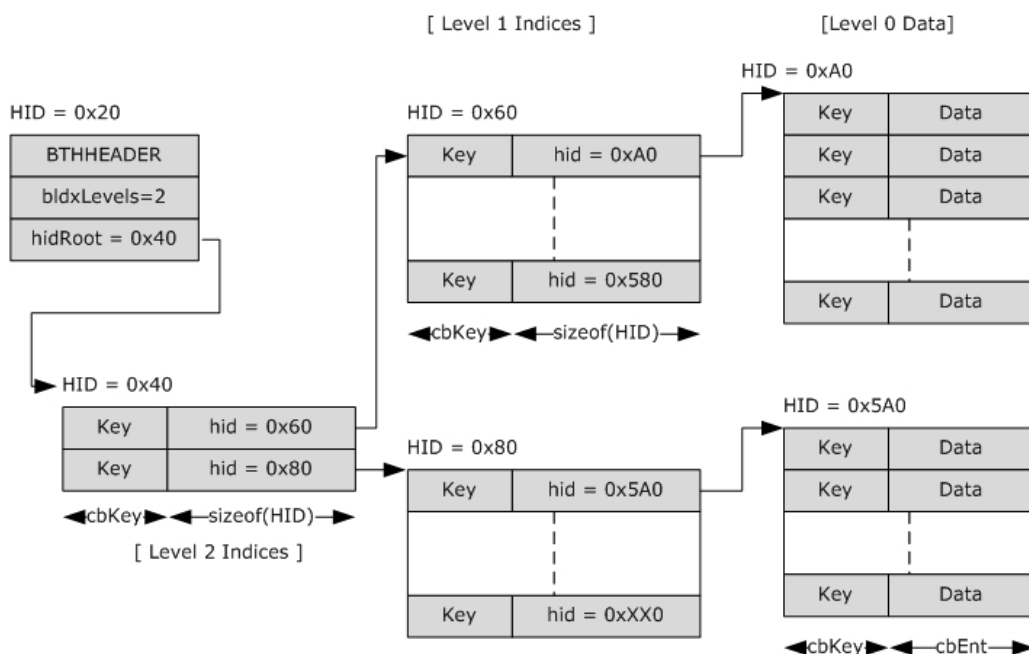 [ Level 1 Indices ]
[Level 0 Data]
HID = 0x20
BTHHEADER
bIdxLevels=2
hidRoot = 0x40
HID = 0x40
Key hid = 0x60
Key hid = 0x80
cbKey sizeof(HID)
[ Level 2 Indices ]
HID = 0x60
Key hid = 0xA0
Key hid = 0x580
cbKey sizeof(HID)
HID = 0x80
Key hid = 0x5A0
Key hid = 0xXX0
HID = 0xA0
Key Data
Key Data
Key Data
Key Data
HID = 0x5A0
Key Data
Key Data
Key Data
cbKey cbEnt